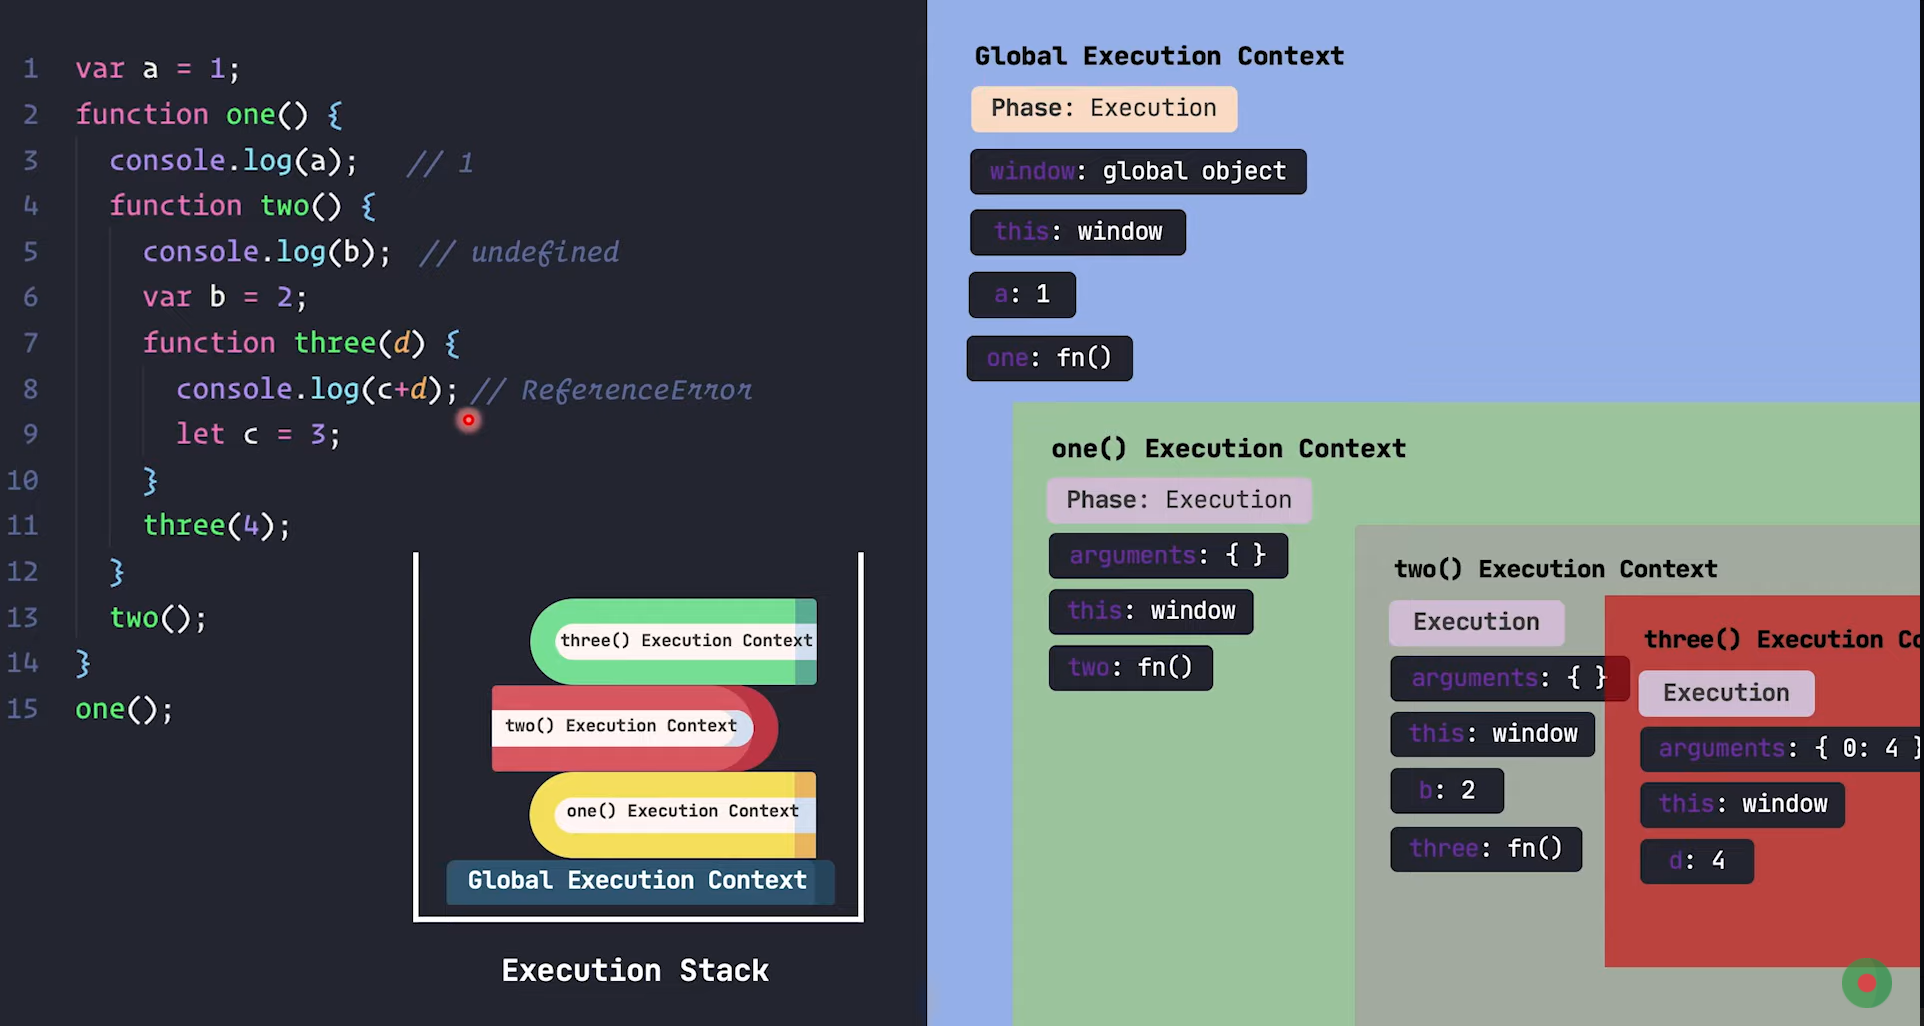 1 var a = 1;
2 function one() {
3 console.log(a); // 1
4 function two() {
5 console.log(b); // undefined
6 var b = 2;
7 function three(d) {
8 console.log(c+d); // ReferenceError
9 let c = 3;
10 }
11 three(4);
12 }
13 two();
14 }
15 one();
three() Execution Context
two() Execution Context
one() Execution Context
Global Execution Context
Execution Stack
Global Execution Context
Phase: Execution
window: global object
this: window
a: 1
one: fn()
one() Execution Context
Phase: Execution
arguments: { }
this: window
two: fn()
two() Execution Context
Execution
arguments: { }
this: window
b: 2
three: fn()
three() Execution Co
Execution
arguments: { 0: 4 }
this: window
d: 4